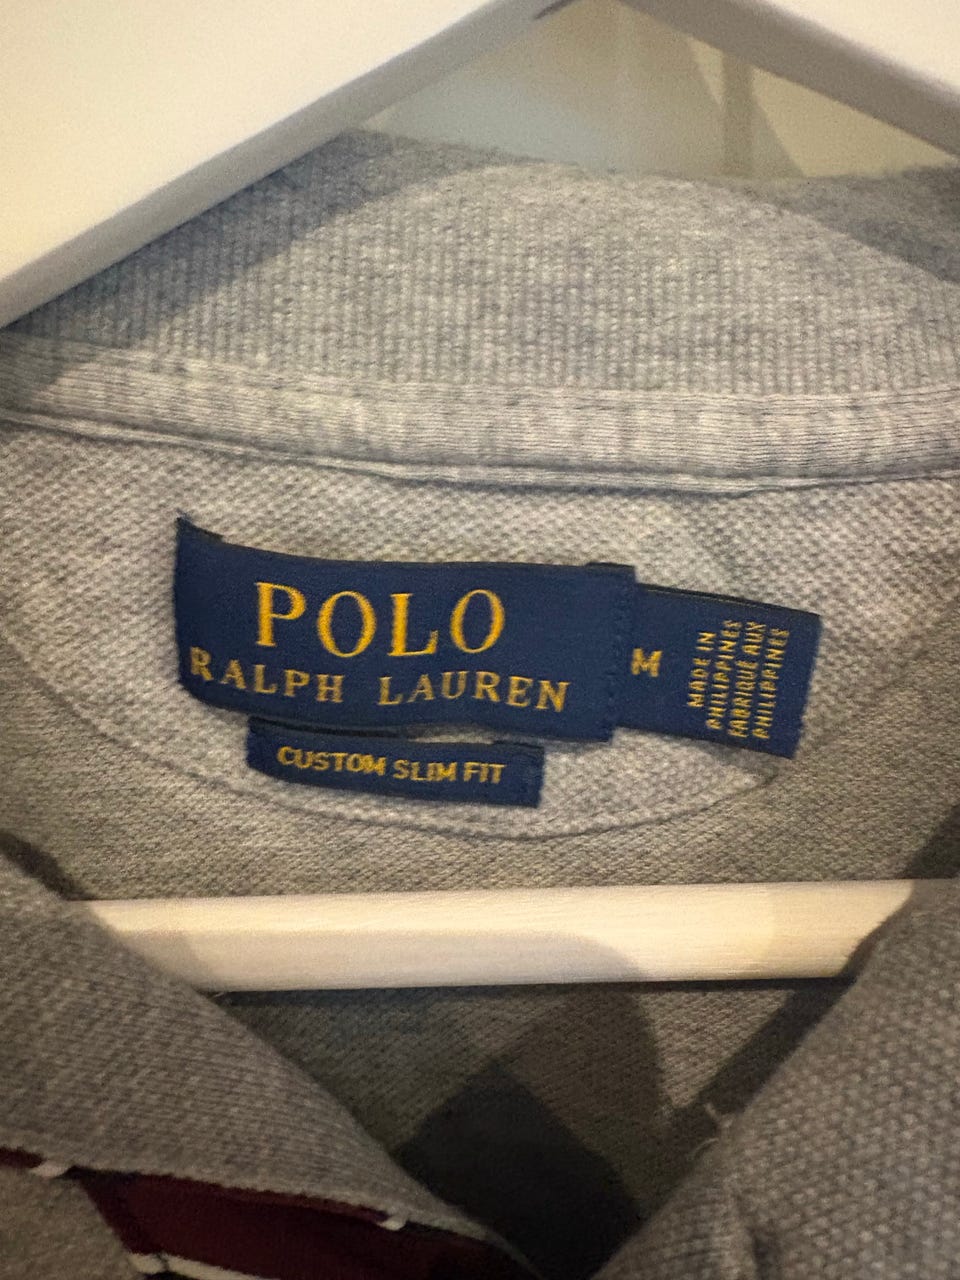 POLO
RALPH LAUREN
M
MADE IN
PHILIPPINES
FABRIQUÉ AUX
PHILIPPINES
CUSTOM SLIM FIT